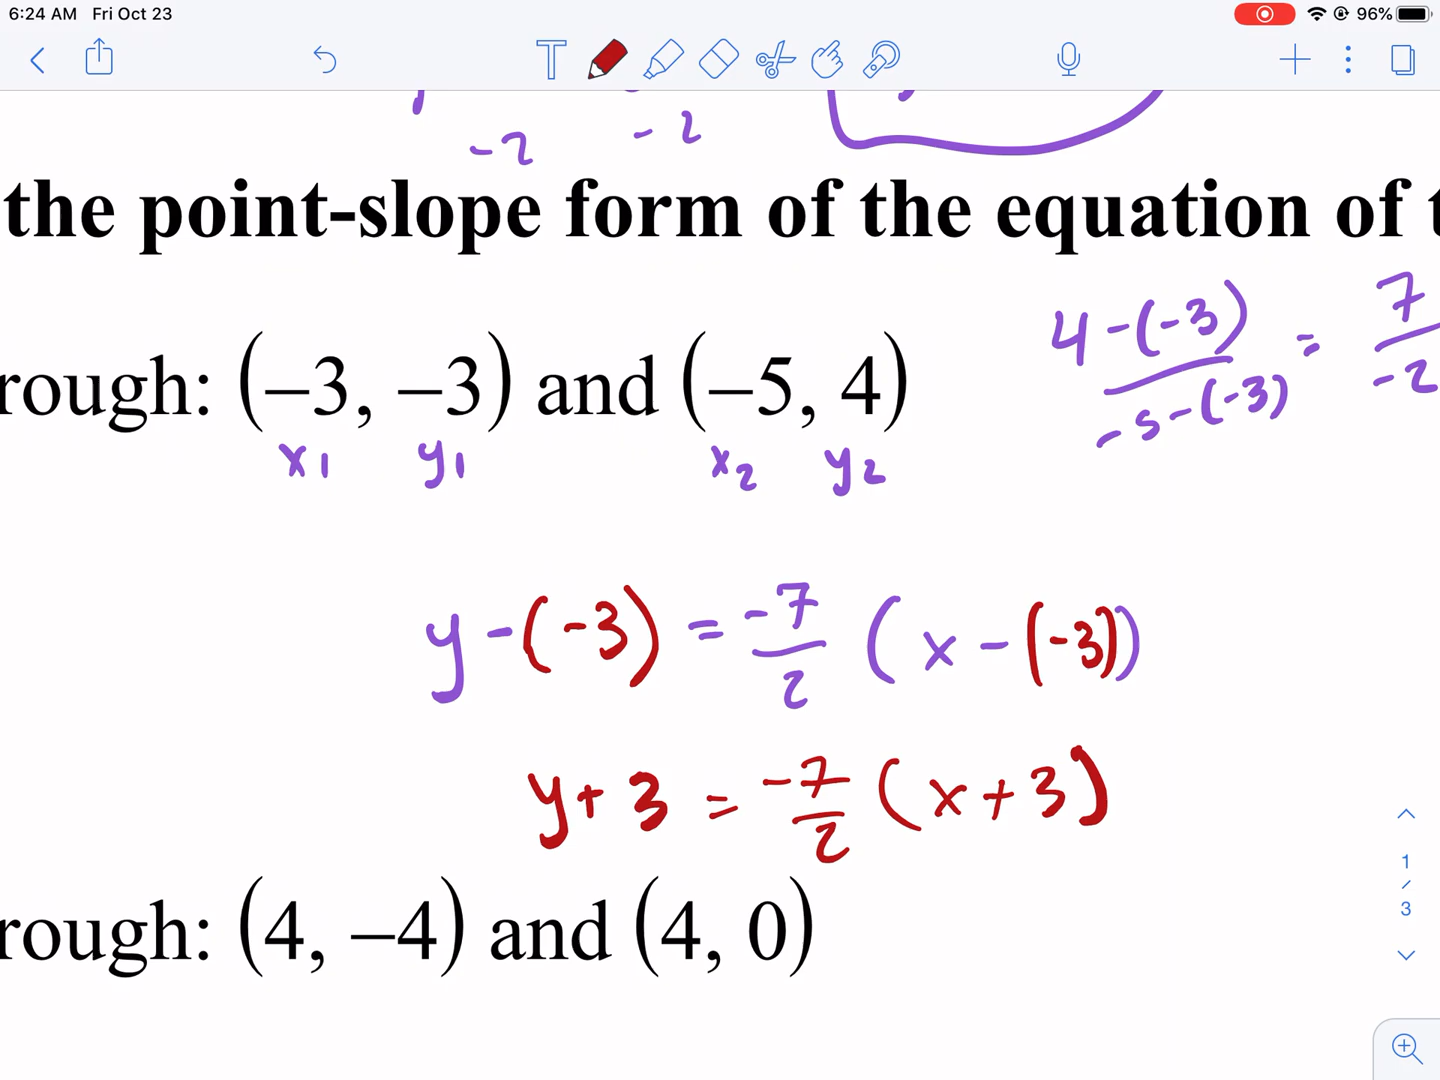 6:24 AM Fri Oct 23 96%
T
-2 -2
the point-slope form of the equation of t
4-(-3) / -5-(-3) = 7 / -2
rough: (−3, −3) and (−5, 4)
x1 y1 x2 y2
y-(-3) = -7/2 (x-(-3))
y+3 = -7/2 (x+3)
rough: (4, −4) and (4, 0)
1/3